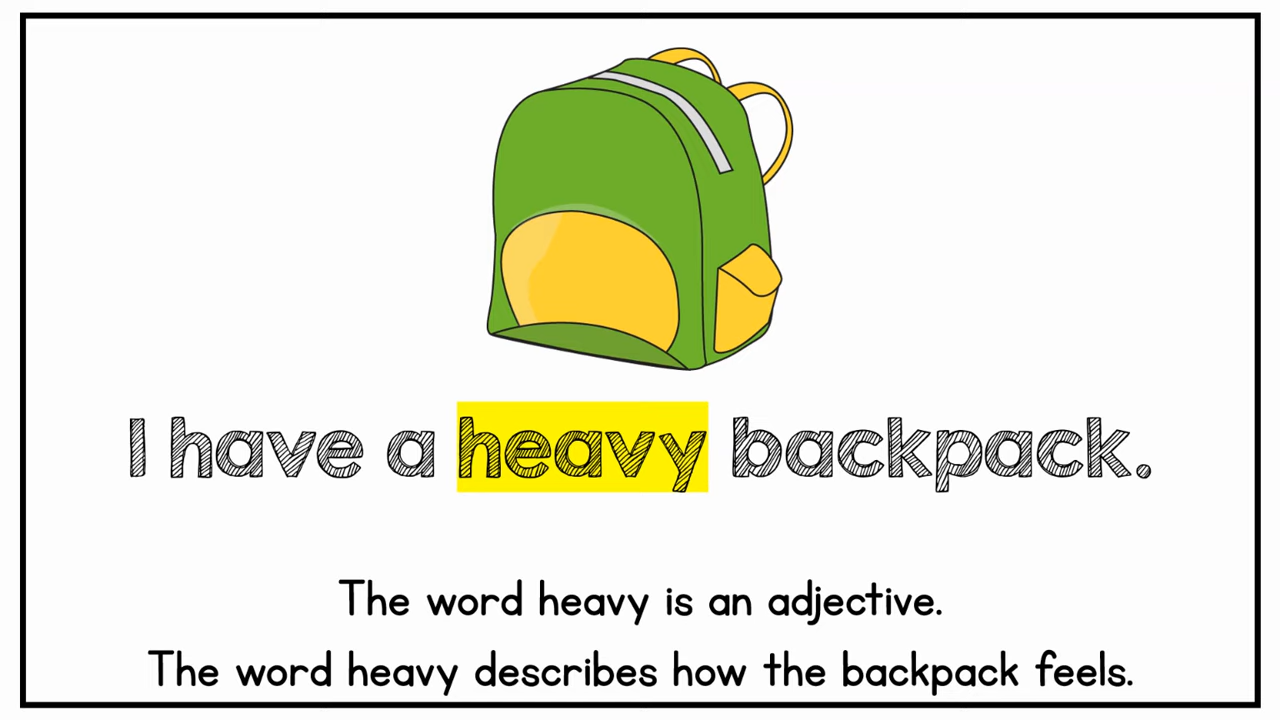 I have a heavy backpack.
The word heavy is an adjective.
The word heavy describes how the backpack feels.